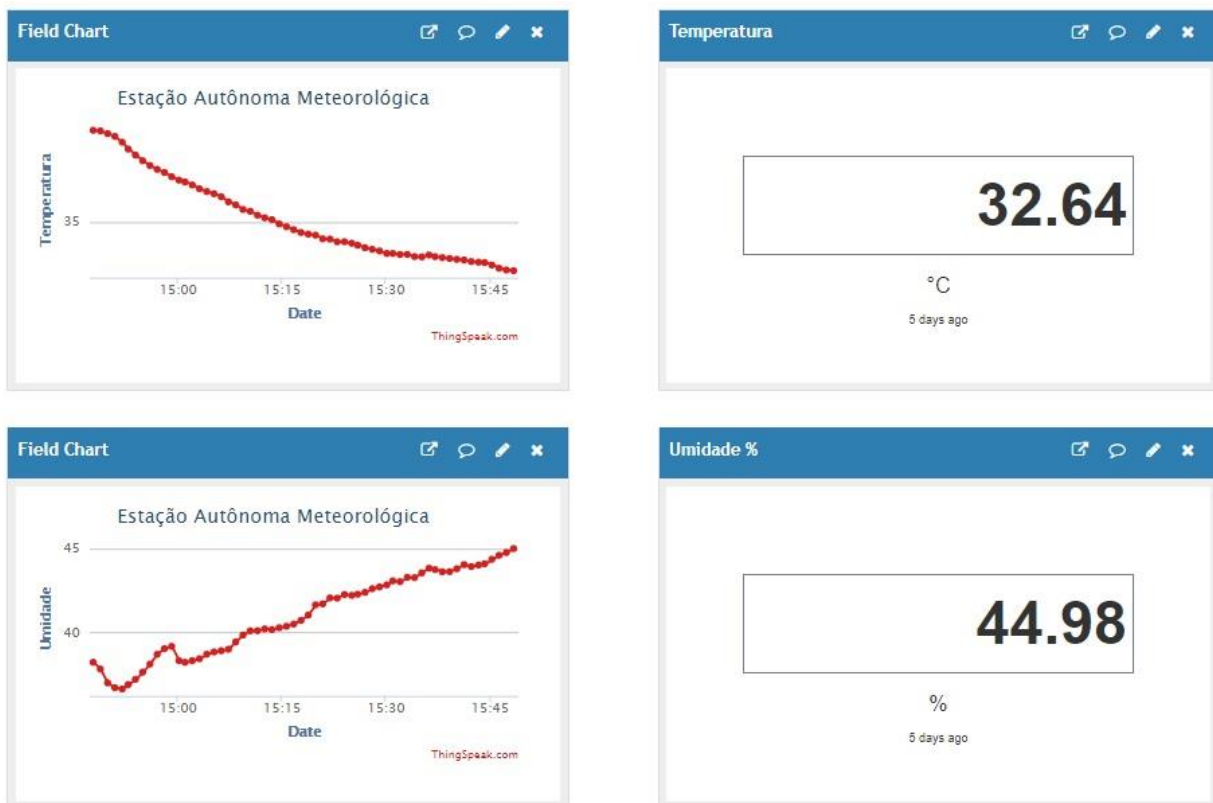 Field Chart
Estação Autônoma Meteorológica
Temperatura
35
15:00 15:15 15:30 15:45
Date
ThingSpeak.com
Temperatura
32.64
°C
5 days ago
Field Chart
Estação Autônoma Meteorológica
Umidade
45
40
15:00 15:15 15:30 15:45
Date
ThingSpeak.com
Umidade %
44.98
%
5 days ago